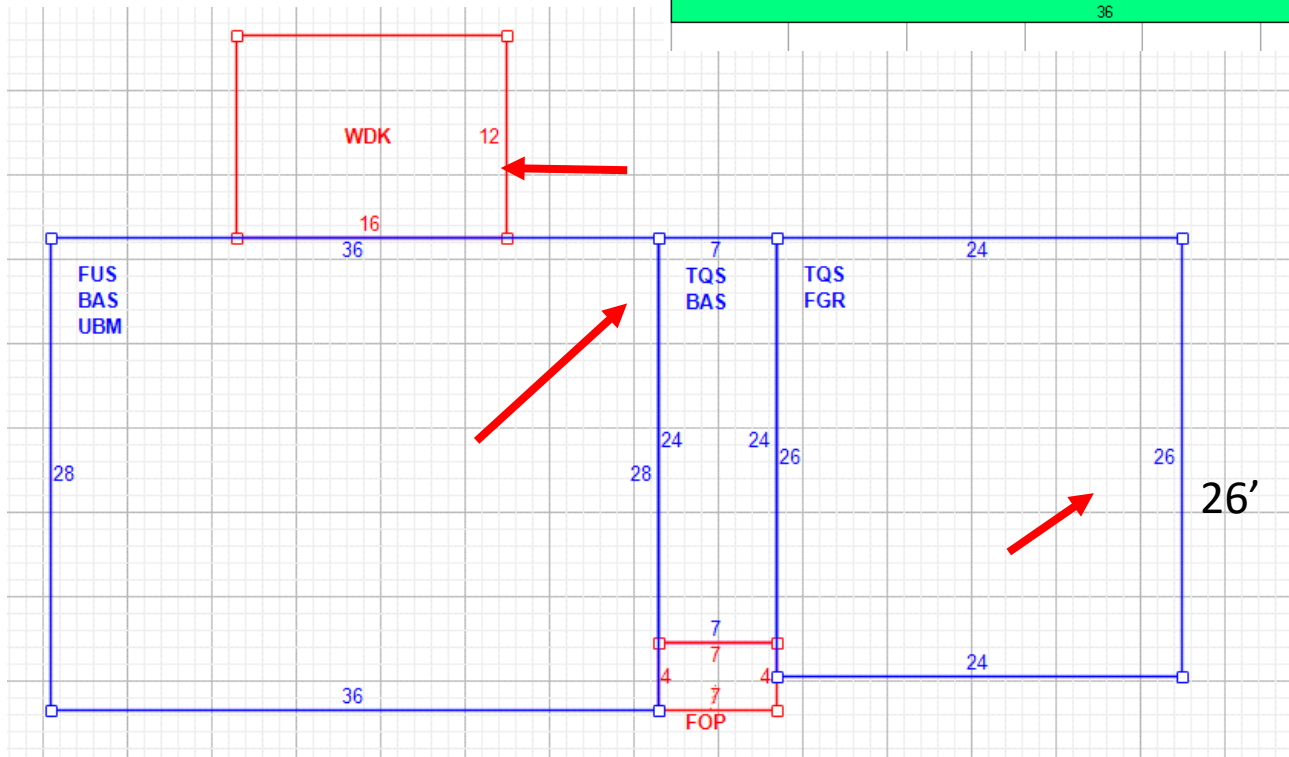 36
WDK 12
16
36 7 24
FUS TQS TQS
BAS BAS FGR
UBM
24 24
26 26
28 28
26’
7
7
4 4
24
36 7
FOP